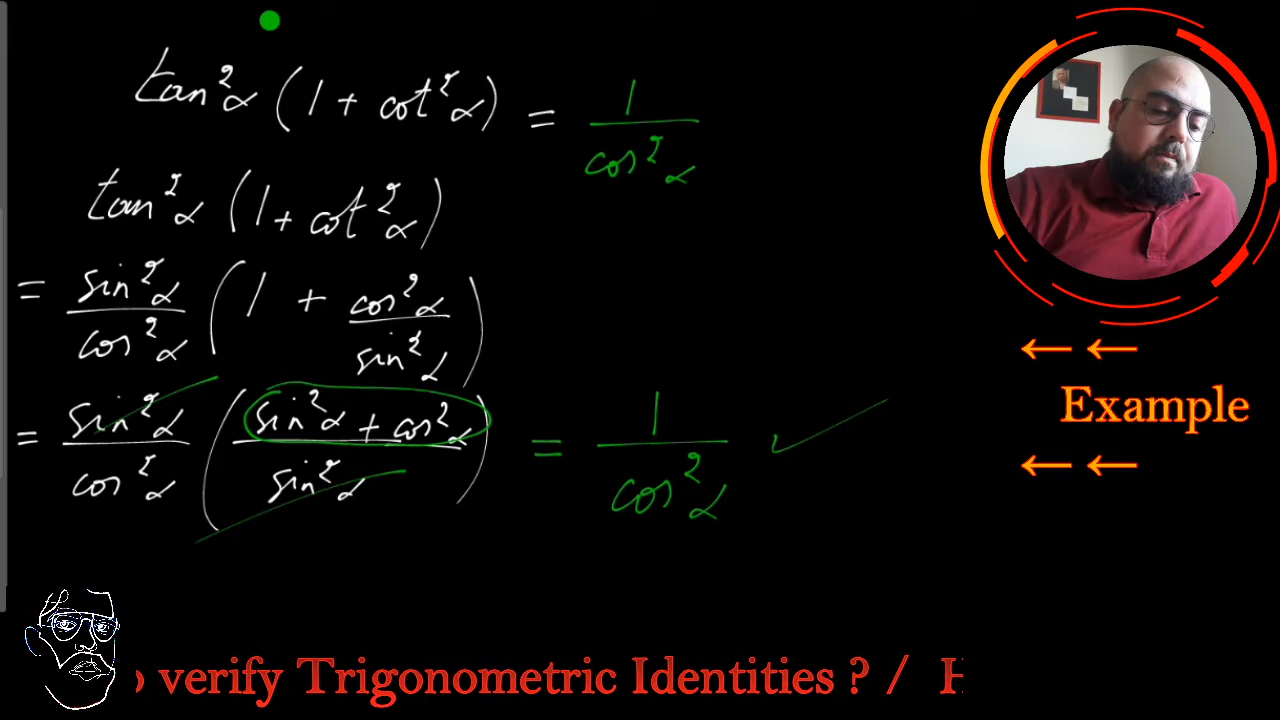 tan²α (1 + cot²α) = 1/cos²α
tan²α (1 + cot²α)
= sin²α/cos²α (1 + cos²α/sin²α)
= sin²α/cos²α ((sin²α + cos²α)/sin²α) = 1/cos²α ✓
←←
Example
←←
verify Trigonometric Identities ? /